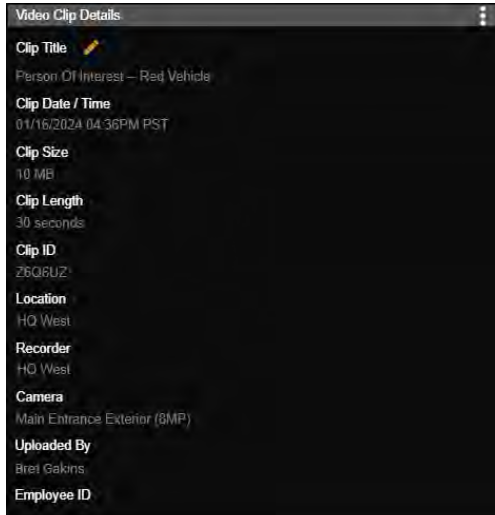 Video Clip Details
Clip Title
Person Of Interest – Red Vehicle
Clip Date / Time
01/16/2024 04:36PM PST
Clip Size
10 MB
Clip Length
30 seconds
Clip ID
Z6Q6UZ
Location
HQ West
Recorder
HQ West
Camera
Main Entrance Exterior (8MP)
Uploaded By
Bret Gakins
Employee ID